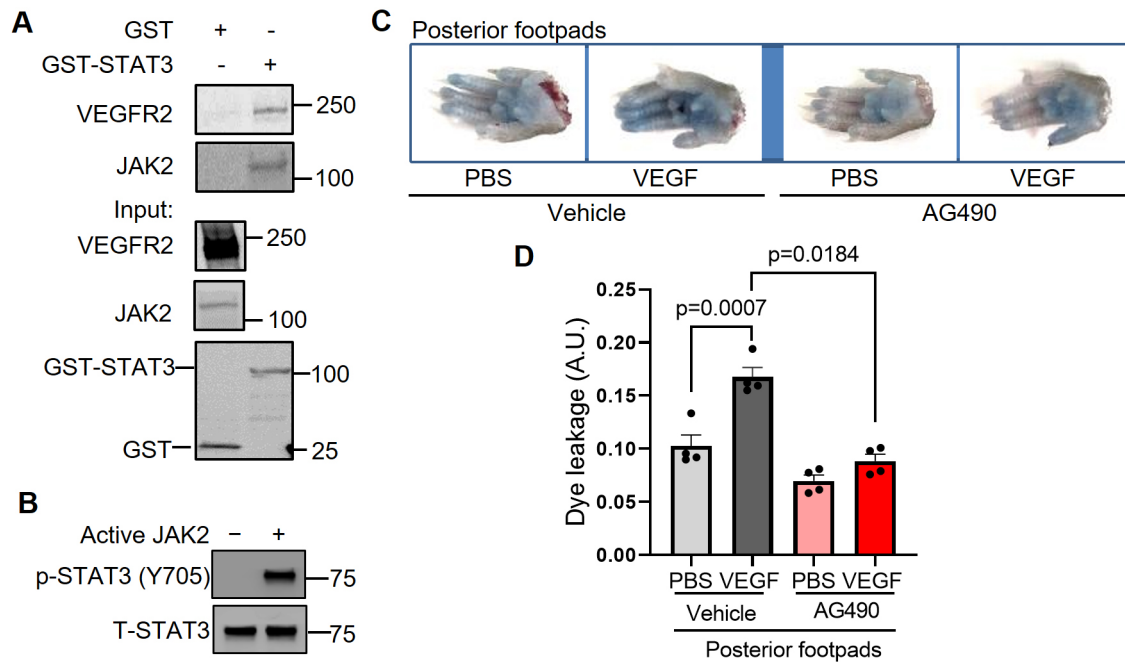 A
GST + -
GST-STAT3 - +
VEGFR2 250
JAK2 100
Input:
VEGFR2 250
JAK2 100
GST-STAT3 100
GST 25
B
Active JAK2 − +
p-STAT3 (Y705) 75
T-STAT3 75
C
Posterior footpads
PBS VEGF PBS VEGF
Vehicle AG490
D
p=0.0184
p=0.0007
Dye leakage (A.U.)
0.25
0.20
0.15
0.10
0.05
0.00
PBS VEGF PBS VEGF
Vehicle AG490
Posterior footpads